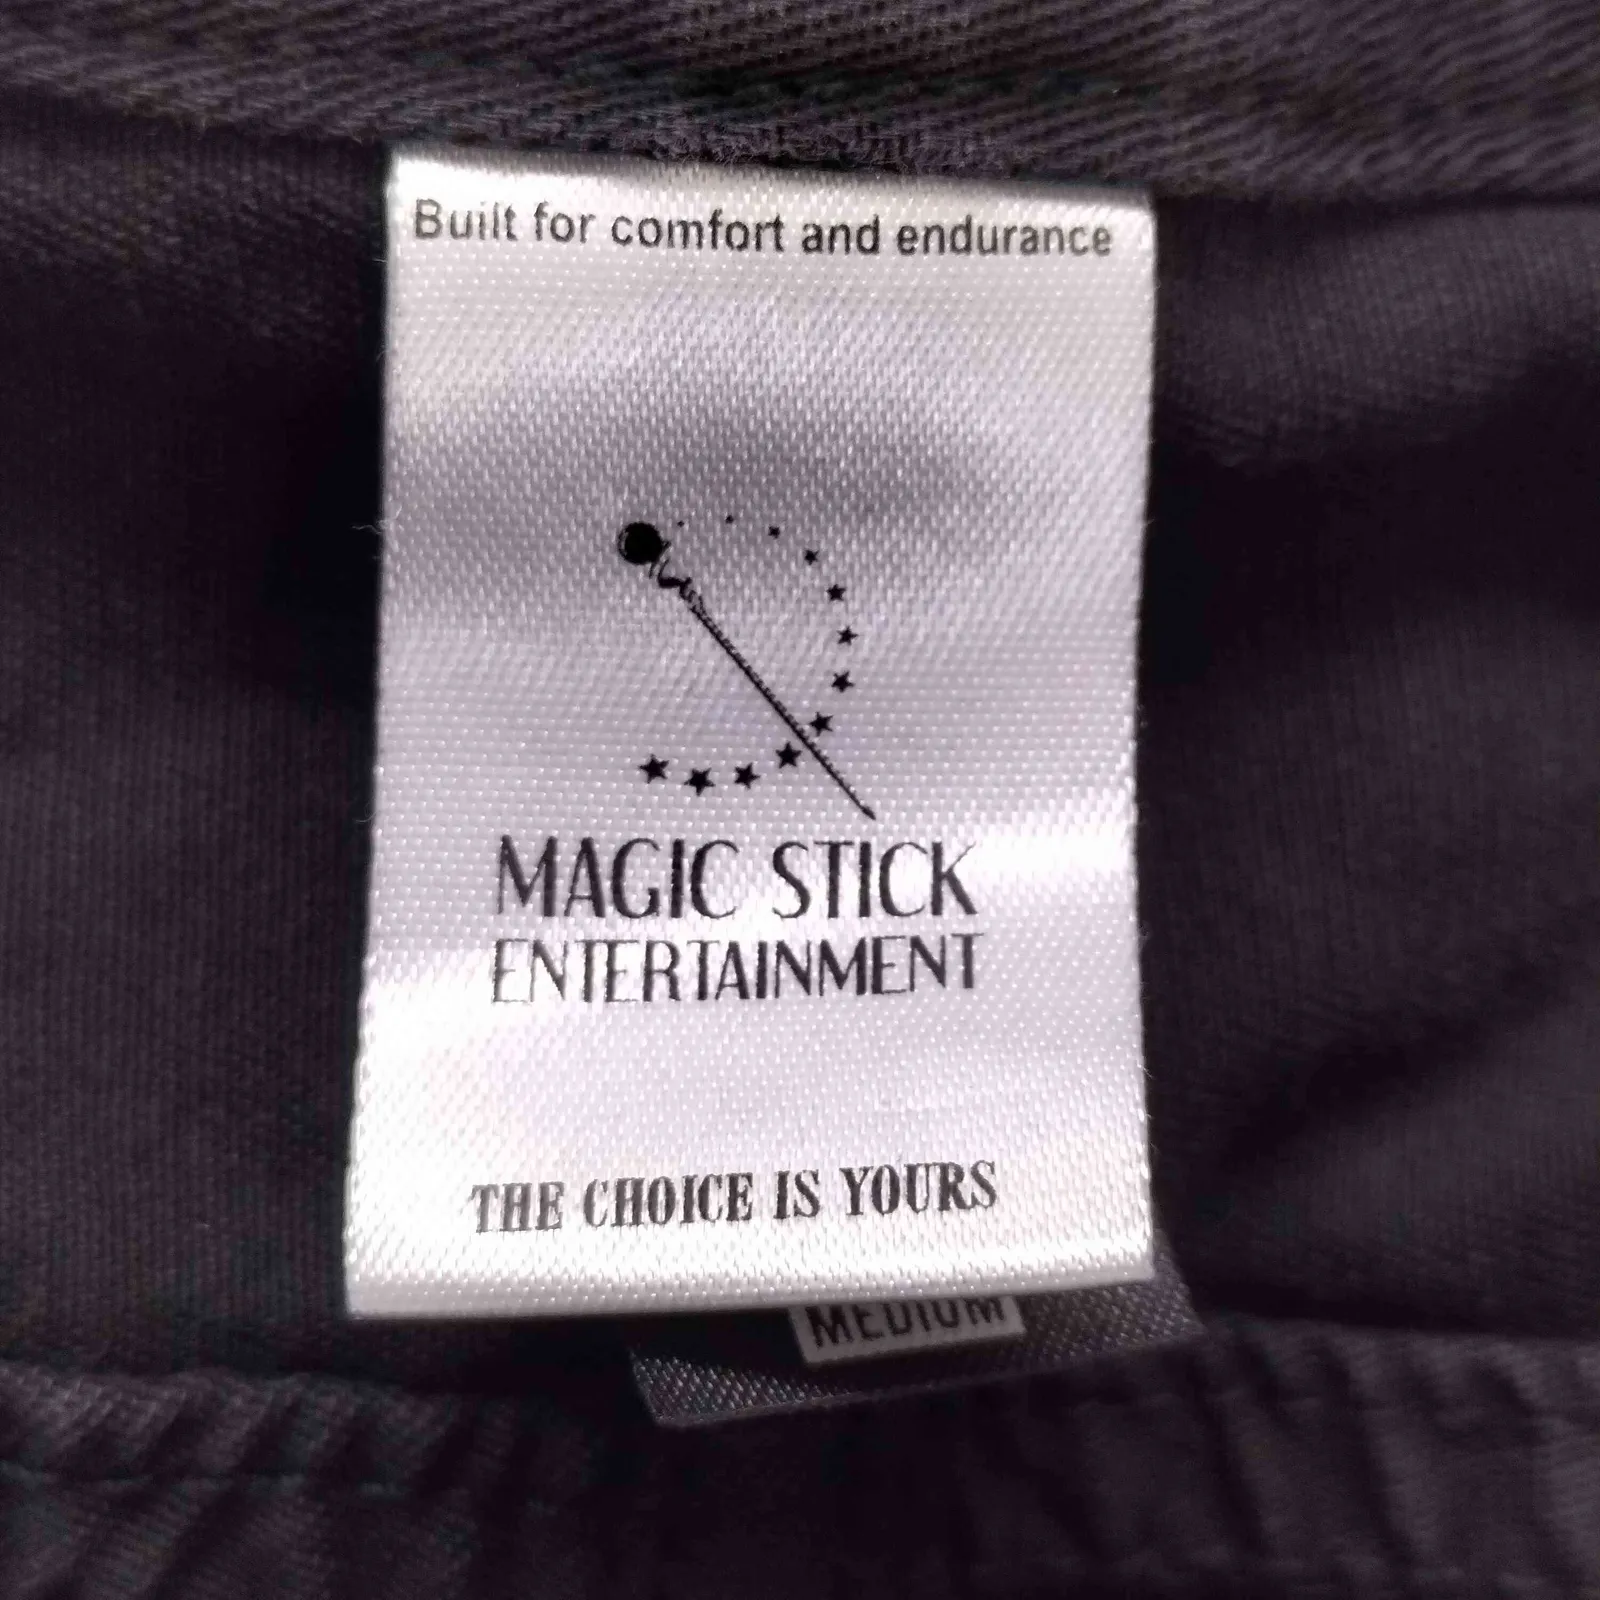 Built for comfort and endurance
MAGIC STICK
ENTERTAINMENT
THE CHOICE IS YOURS
MEDIUM